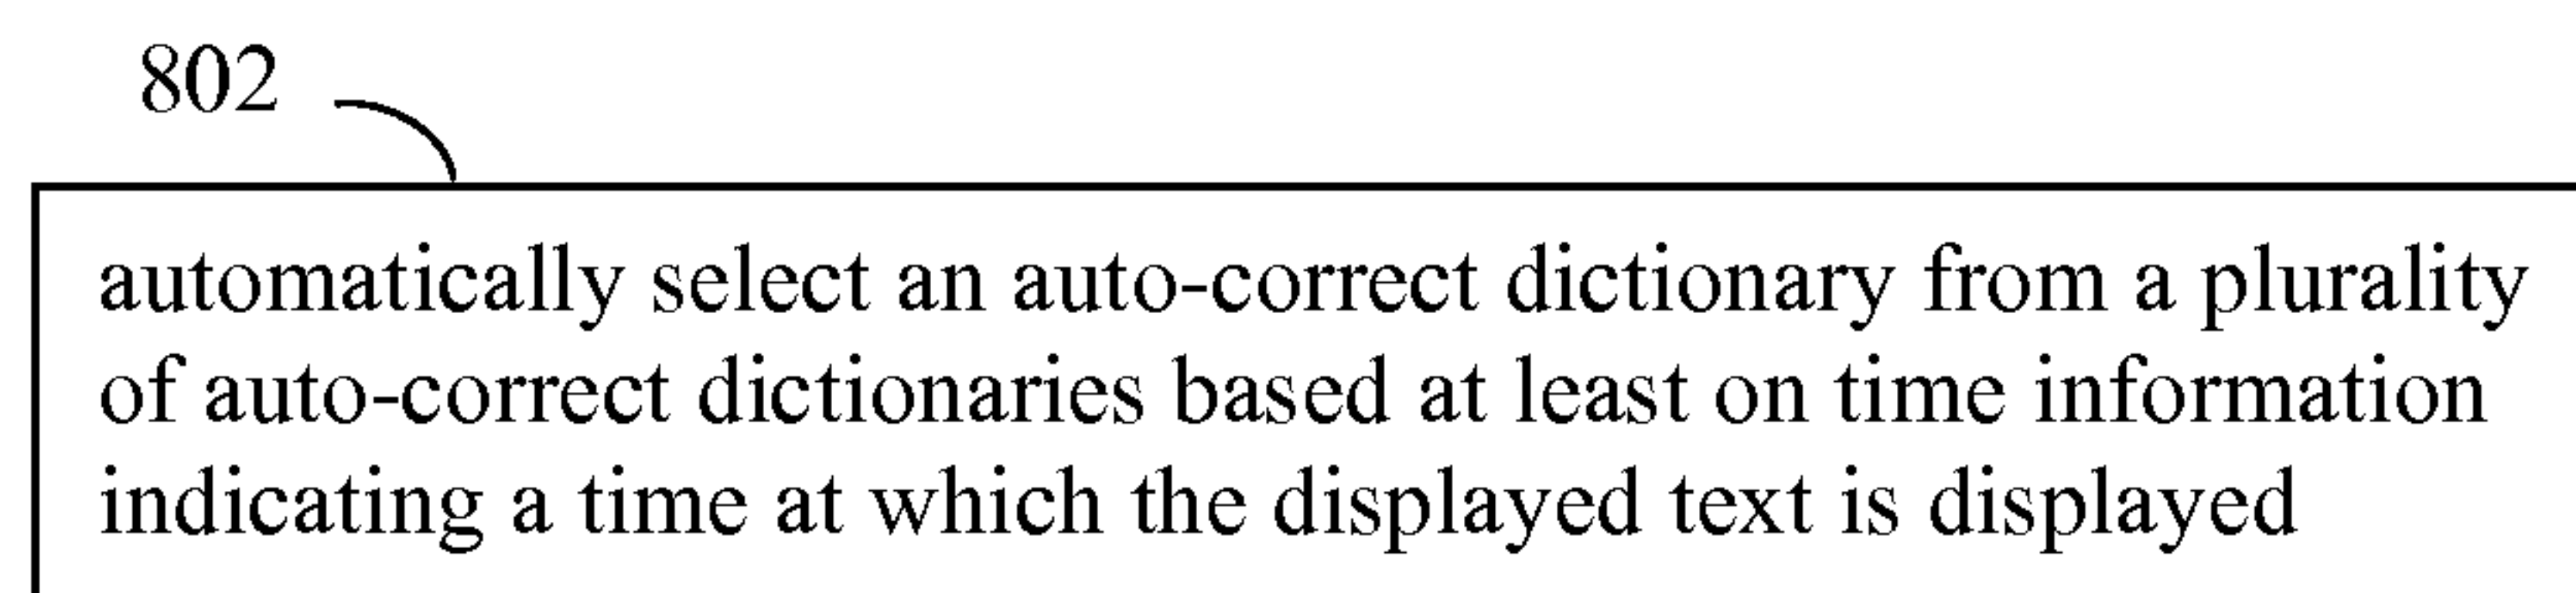 802
automatically select an auto-correct dictionary from a plurality
of auto-correct dictionaries based at least on time information
indicating a time at which the displayed text is displayed